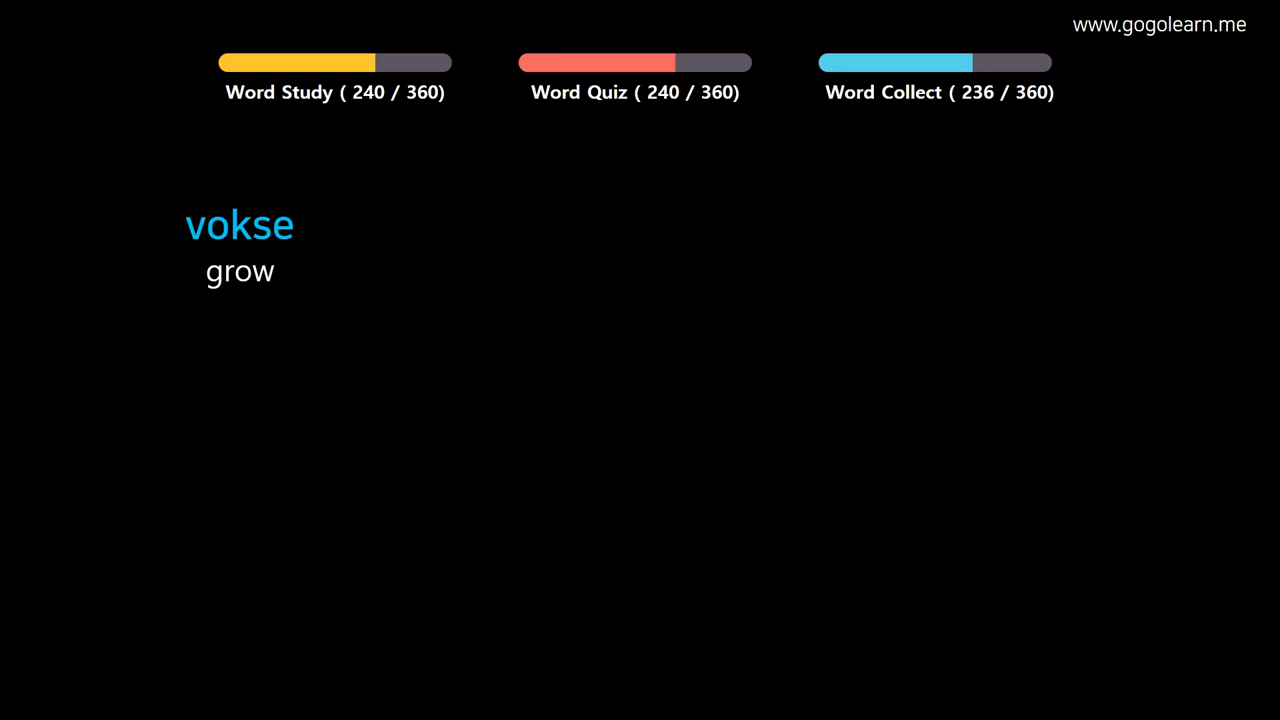 www.gogolearn.me
Word Study ( 240 / 360)
Word Quiz ( 240 / 360)
Word Collect ( 236 / 360)
vokse
grow